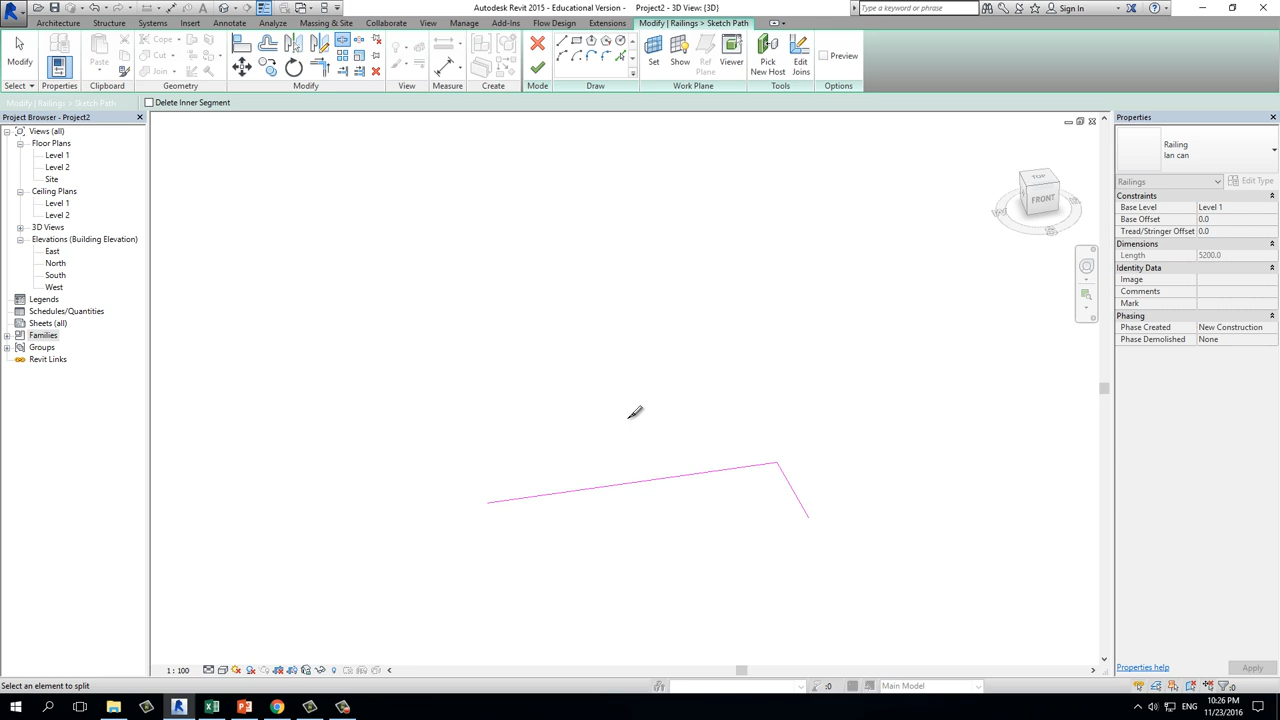 Autodesk Revit 2015 - Educational Version - Project2 - 3D View: {3D}
Type a keyword or phrase
Sign In
Architecture Structure Systems Insert Annotate Analyze Massing & Site Collaborate View Manage Add-Ins Flow Design Extensions Modify | Railings > Sketch Path
Modify
Paste
Cope
Cut
Join
Set Show Ref Plane Viewer
Pick New Host
Edit Joins
Preview
Select Properties Clipboard Geometry Modify View Measure Create Mode Draw Work Plane Tools Options
Modify | Railings > Sketch Path
Delete Inner Segment
Project Browser - Project2
Views (all)
Floor Plans
Level 1
Level 2
Site
Ceiling Plans
Level 1
Level 2
3D Views
Elevations (Building Elevation)
East
North
South
West
Legends
Schedules/Quantities
Sheets (all)
Families
Groups
Revit Links
TOP
FRONT
Properties
Railing
lan can
Railings
Edit Type
Constraints
Base Level Level 1
Base Offset 0.0
Tread/Stringer Offset 0.0
Dimensions
Length 5200.0
Identity Data
Image
Comments
Mark
Phasing
Phase Created New Construction
Phase Demolished None
Properties help
Apply
1 : 100
Select an element to split
:0
Main Model
:0
ENG
10:26 PM
11/23/2016